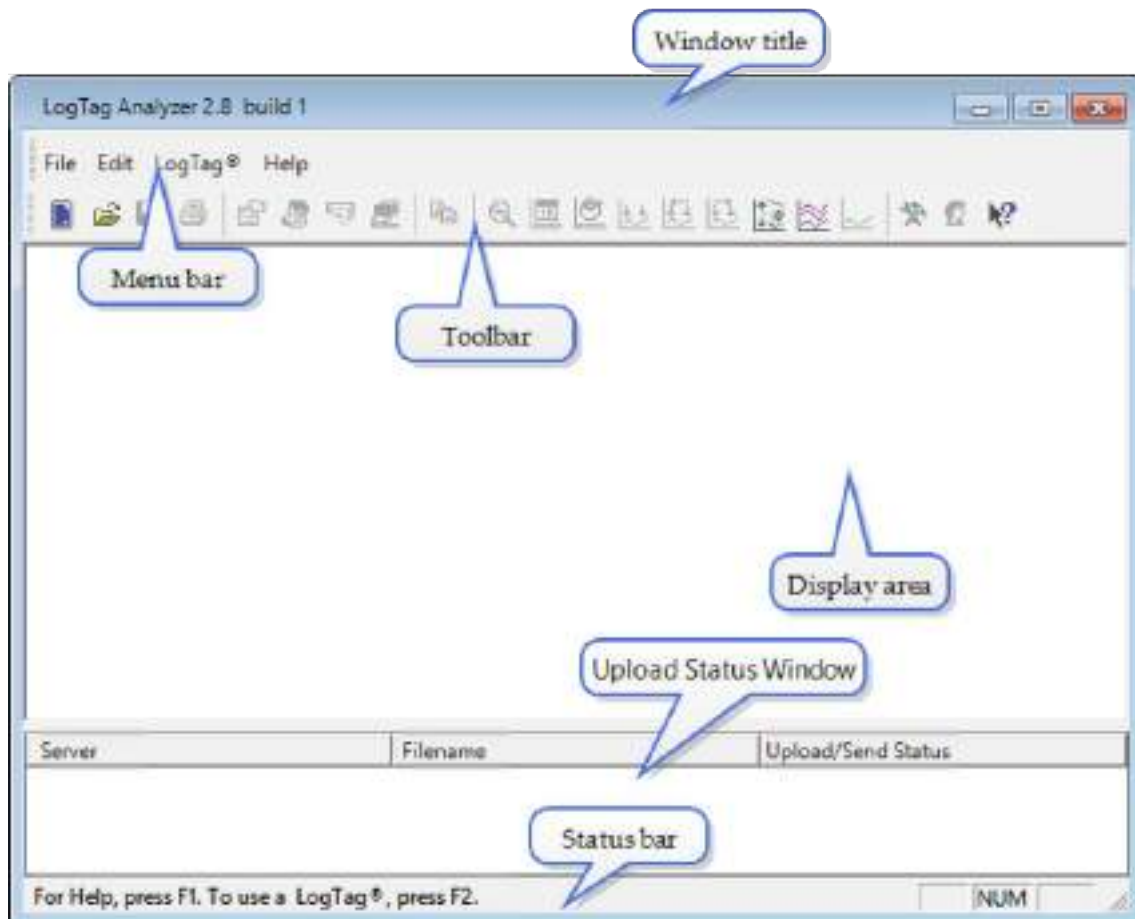 Window title
LogTag Analyzer 2.8 build 1
File Edit LogTag® Help
Menu bar
Toolbar
Display area
Upload Status Window
Server Filename Upload/Send Status
Status bar
For Help, press F1. To use a LogTag®, press F2. NUM